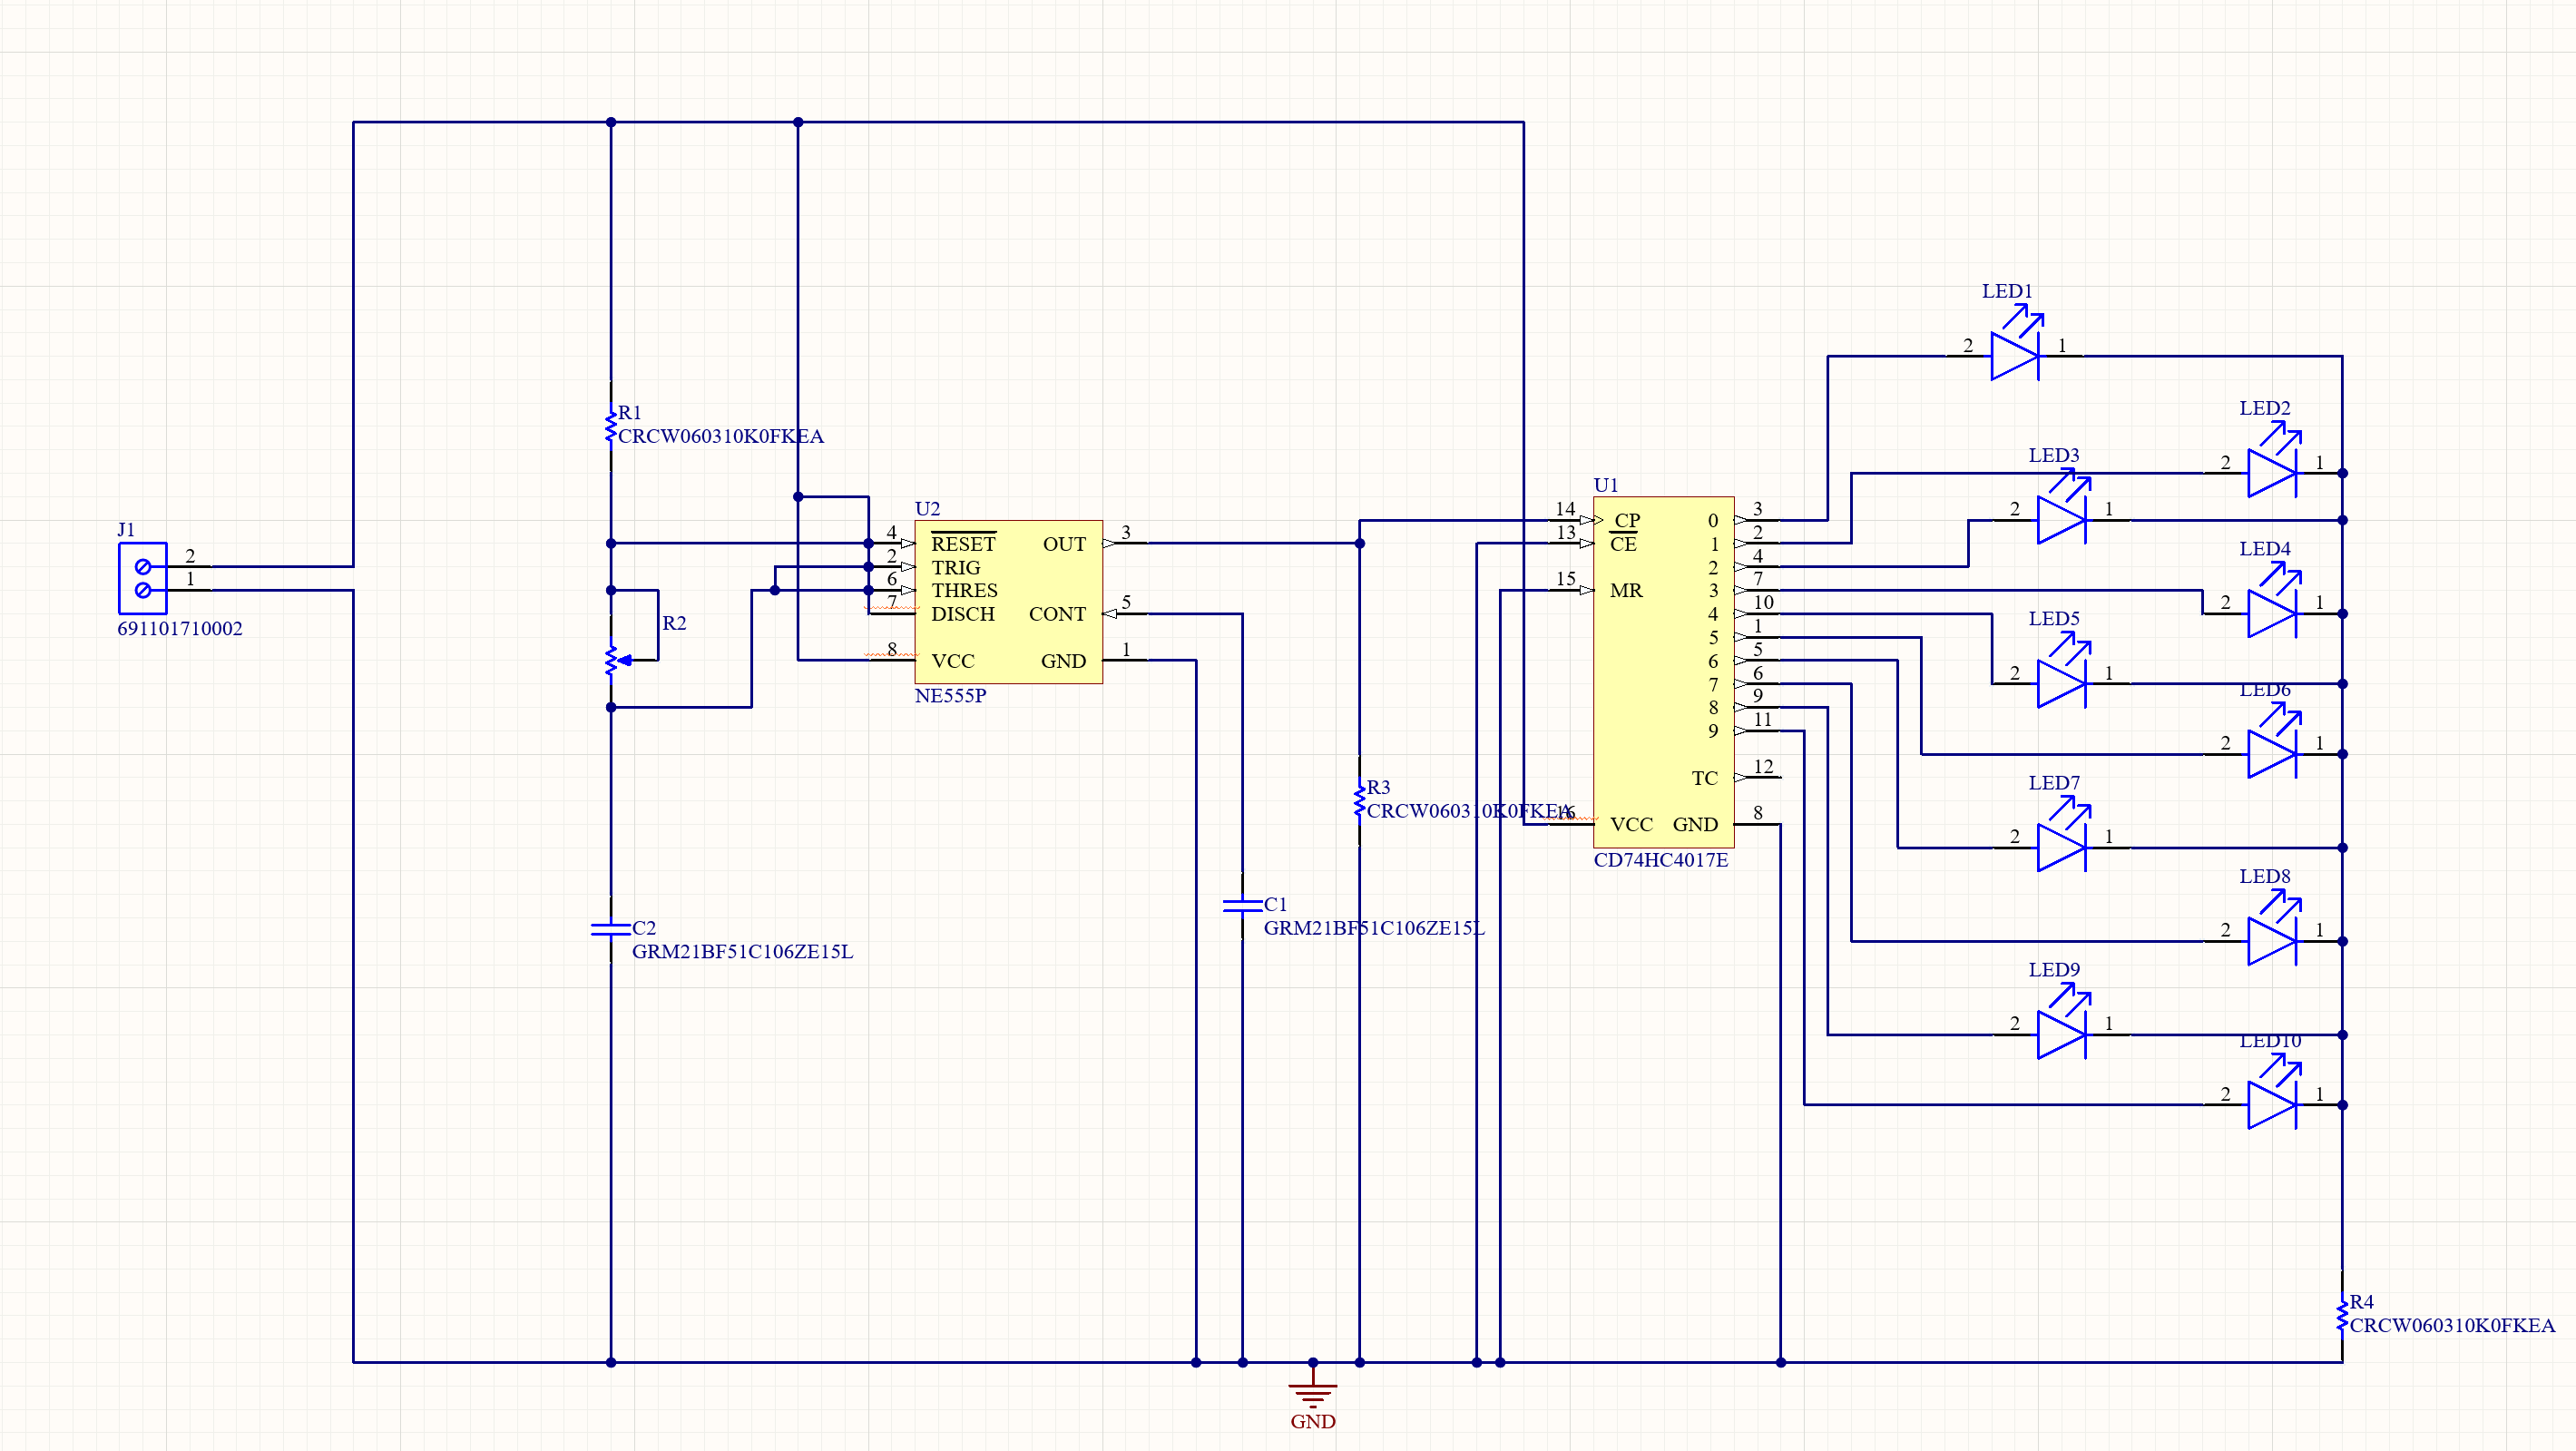 J1
2
1
691101710002
R1
CRCW060310K0FKEA
R2
C2
GRM21BF51C106ZE15L
U2
4 RESET OUT 3
2 TRIG
6 THRES
7 DISCH CONT 5
8 VCC GND 1
NE555P
C1
GRM21BF51C106ZE15L
R3
CRCW060310K0FKEA
U1
14 CP 0 3
13 CE 1 2
2 4
15 MR 3 7
4 10
5 1
6 5
7 6
8 9
9 11
TC 12
16 VCC GND 8
CD74HC4017E
LED1
2 1
LED2
2 1
LED3
2 1
LED4
2 1
LED5
2 1
LED6
2 1
LED7
2 1
LED8
2 1
LED9
2 1
LED10
2 1
R4
CRCW060310K0FKEA
GND